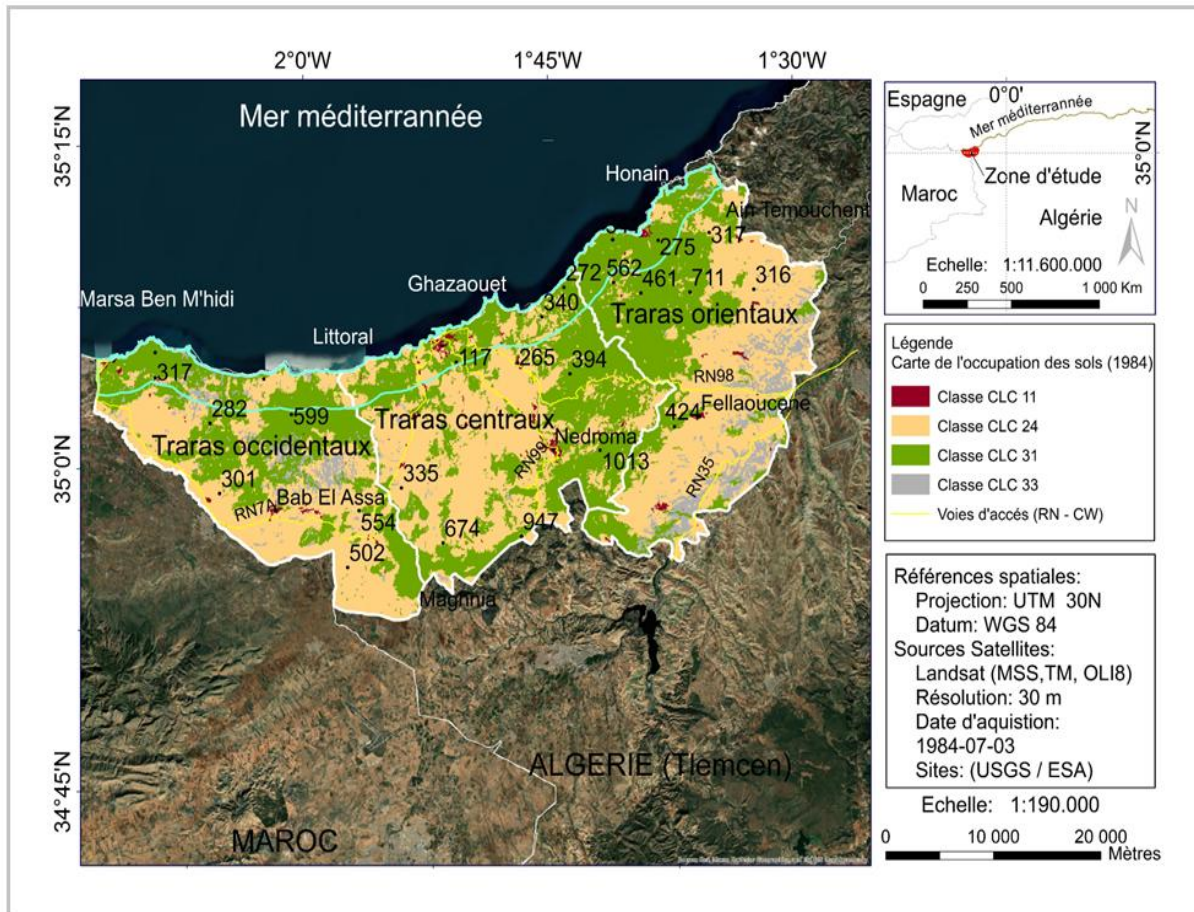 2°0'W
1°45'W
1°30'W
35°15'N
35°0'N
34°45'N
Mer méditerrannée
Honain
Ain Temouchent
317
275
272
562
461
711
316
Ghazaouet
340
Traras orientaux
Marsa Ben M'hidi
Littoral
317
117
265
394
RN98
282
599
Traras centraux
424
Fellaoucene
Traras occidentaux
Nedroma
RN99
1013
301
335
RN35
RN7A
Bab El Assa
554
674
947
502
Maghnia
ALGERIE (Tlemcen)
MAROC
Espagne
0°0'
Mer méditerranée
35°0'N
Zone d'étude
Maroc
Algérie
N
Echelle: 1:11.600.000
0 250 500 1 000 Km
Légende
Carte de l'occupation des sols (1984)
Classe CLC 11
Classe CLC 24
Classe CLC 31
Classe CLC 33
Voies d'accés (RN - CW)
Références spatiales:
Projection: UTM 30N
Datum: WGS 84
Sources Satellites:
Landsat (MSS,TM, OLI8)
Résolution: 30 m
Date d'aquistion:
1984-07-03
Sites: (USGS / ESA)
Echelle: 1:190.000
0 10 000 20 000
Mètres